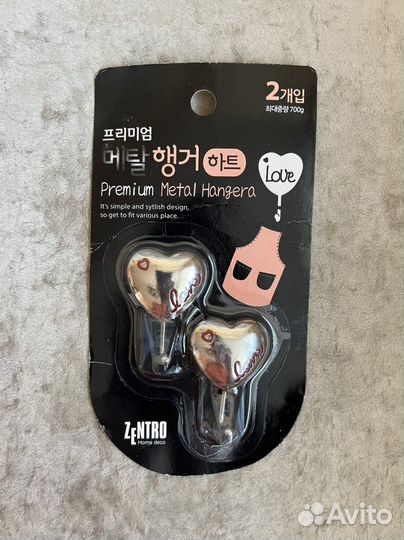 2개입
최대중량 700g
프리미엄
메탈 행거 하트
Premium Metal Hangera
It's simple and sytlish design,
so get to fit various place.
Love
Love
Love
ZENTRO
Home deco
Avito